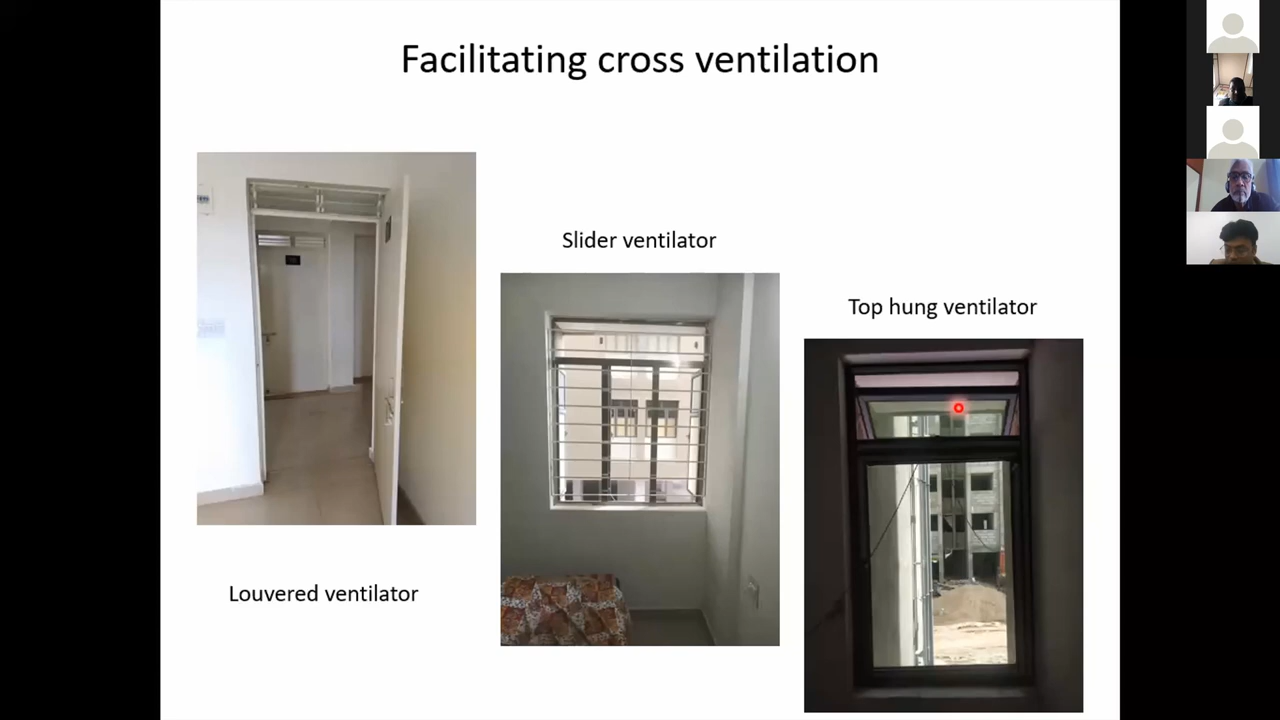 Facilitating cross ventilation
Slider ventilator
Top hung ventilator
Louvered ventilator